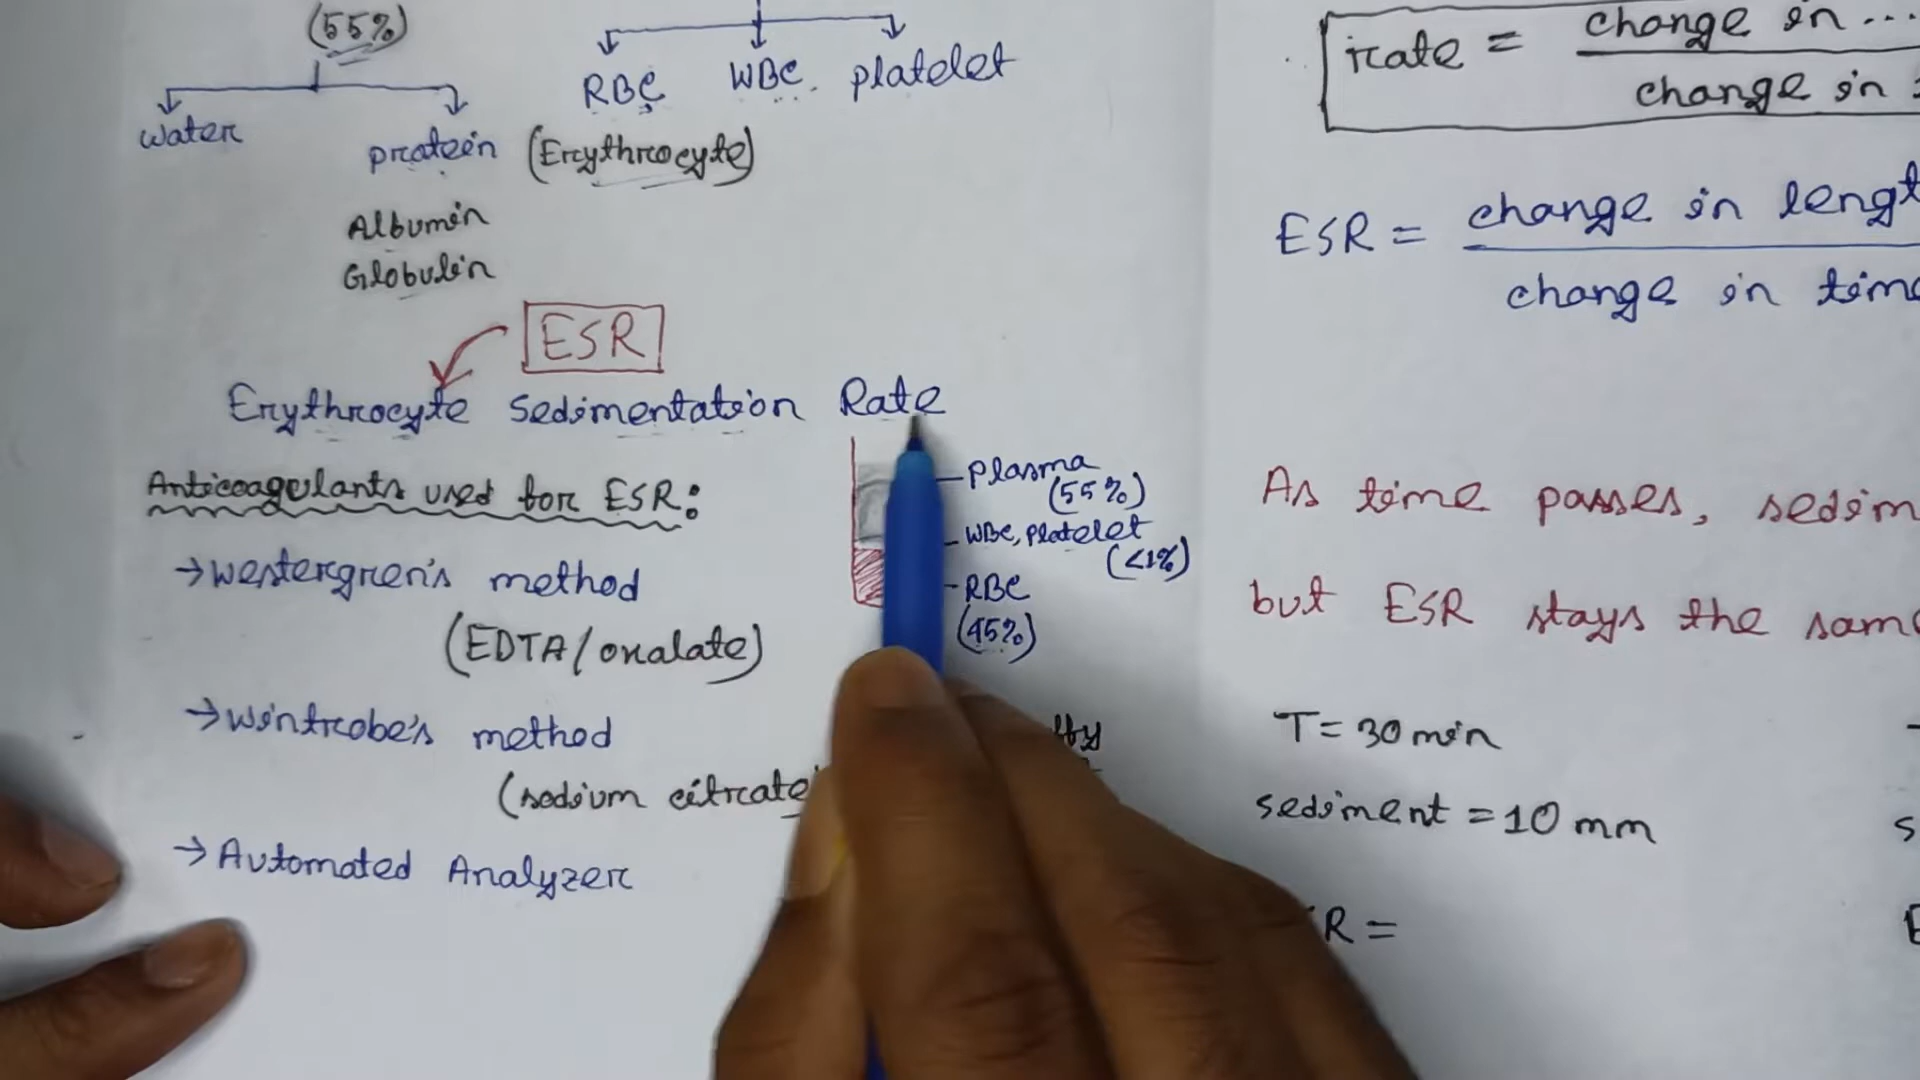 (55%)
water
protein
Albumin
Globulin
RBC
WBC
platelet
(Erythrocyte)
ESR
Erythrocyte Sedimentation Rate
Anticoagulants used for ESR:
→Westergren's method
(EDTA/oxalate)
→Wintrobe's method
(sodium citrate
→Automated Analyzer
plasma
(55%)
WBC, platelet
(<1%)
RBC
(45%)
rate = change in ...
change in
ESR = change in
change in
As time passes,
but ESR stays the
T = 30 min
sediment = 10 mm
R =